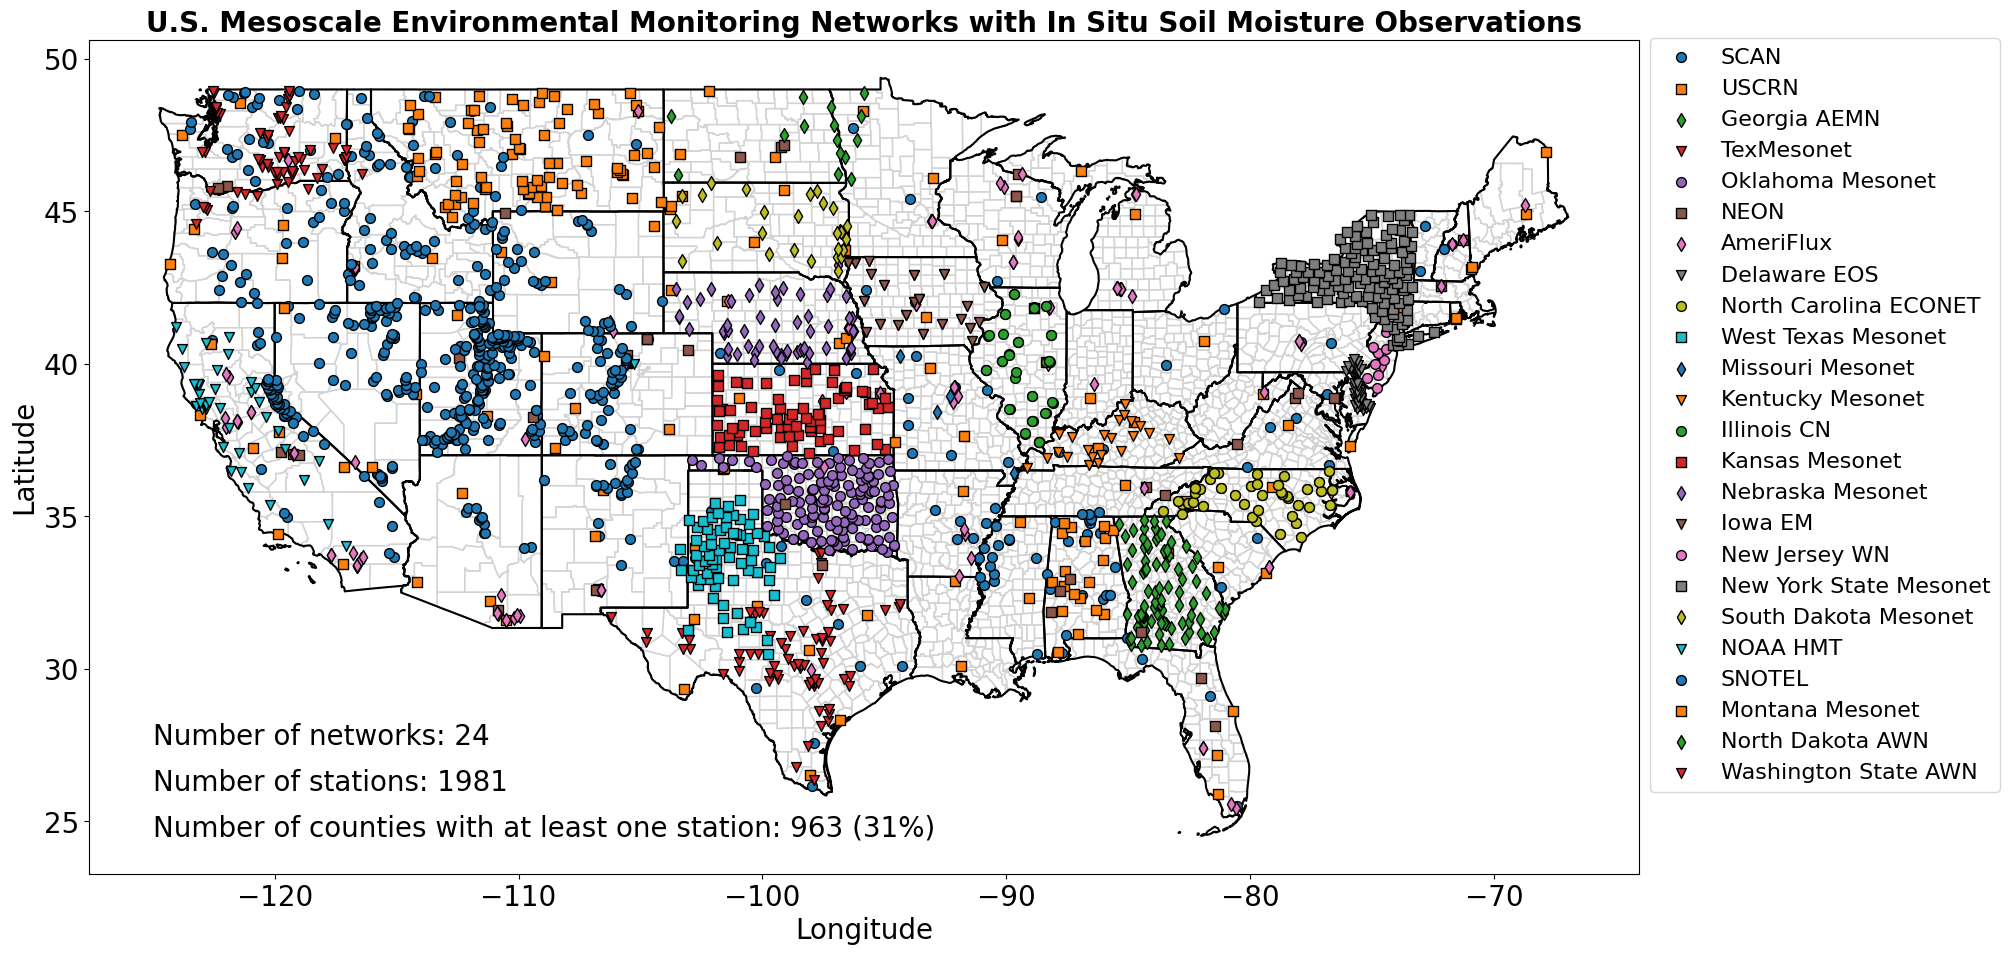 U.S. Mesoscale Environmental Monitoring Networks with In Situ Soil Moisture Observations
50
45
40
35
30
25
Latitude
Number of networks: 24
Number of stations: 1981
Number of counties with at least one station: 963 (31%)
−120
−110
−100
−90
−80
−70
Longitude
SCAN
USCRN
Georgia AEMN
TexMesonet
Oklahoma Mesonet
NEON
AmeriFlux
Delaware EOS
North Carolina ECONET
West Texas Mesonet
Missouri Mesonet
Kentucky Mesonet
Illinois CN
Kansas Mesonet
Nebraska Mesonet
Iowa EM
New Jersey WN
New York State Mesonet
South Dakota Mesonet
NOAA HMT
SNOTEL
Montana Mesonet
North Dakota AWN
Washington State AWN